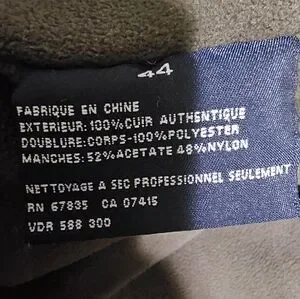 44
FABRIQUE EN CHINE
EXTERIEUR:100%CUIR AUTHENTIQUE
DOUBLURE:CORPS-100%POLYESTER
MANCHES:52%ACETATE 48%NYLON
NETTOYAGE A SEC PROFESSIONNEL SEULEMENT
RN 67835 CA 07415
VDR 588 300